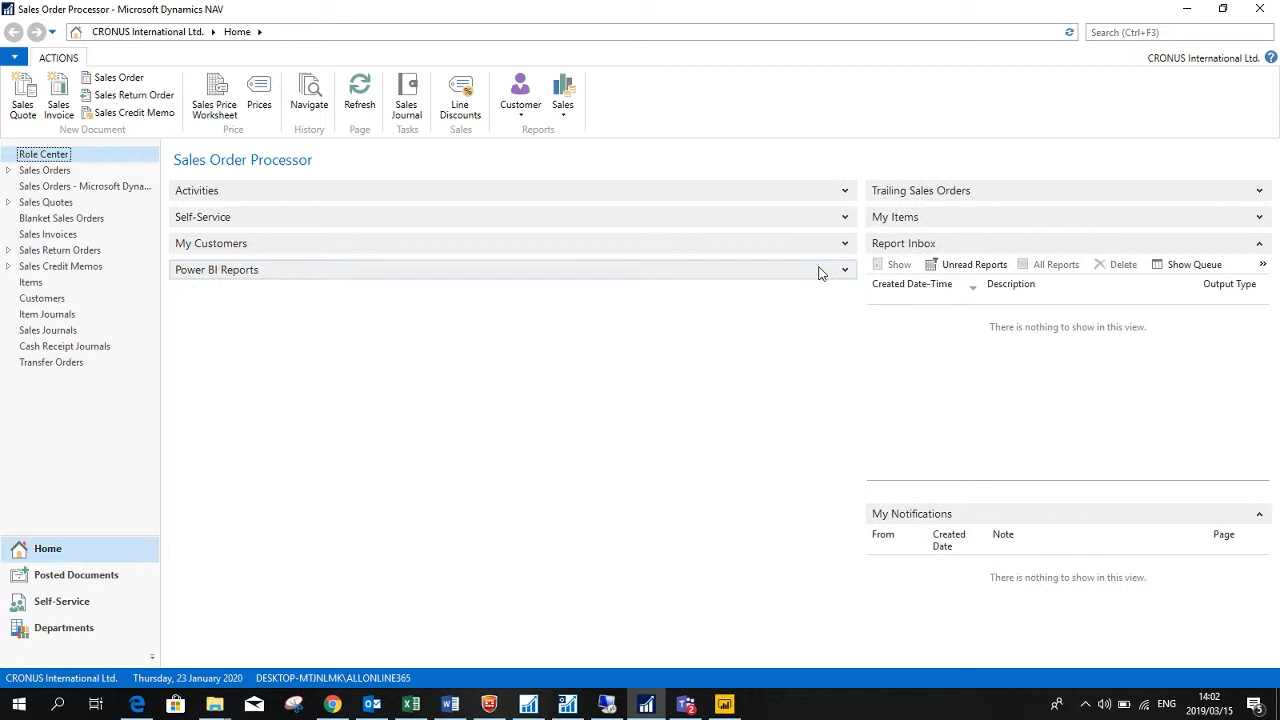 Sales Order Processor - Microsoft Dynamics NAV
CRONUS International Ltd. Home
Search (Ctrl+F3)
ACTIONS
CRONUS International Ltd.
Sales Quote
Sales Invoice
Sales Order
Sales Return Order
Sales Credit Memo
New Document
Sales Price Worksheet
Prices
Price
Navigate
History
Refresh
Page
Sales Journal
Tasks
Line Discounts
Sales
Customer
Sales
Reports
Role Center
Sales Orders
Sales Orders - Microsoft Dyna...
Sales Quotes
Blanket Sales Orders
Sales Invoices
Sales Return Orders
Sales Credit Memos
Items
Customers
Item Journals
Sales Journals
Cash Receipt Journals
Transfer Orders
Home
Posted Documents
Self-Service
Departments
Sales Order Processor
Activities
Self-Service
My Customers
Power BI Reports
Trailing Sales Orders
My Items
Report Inbox
Show Unread Reports All Reports Delete Show Queue »
Created Date-Time Description Output Type
There is nothing to show in this view.
My Notifications
From Created Date Note Page
There is nothing to show in this view.
CRONUS International Ltd. Thursday, 23 January 2020 DESKTOP-MTJNLMK\ALLONLINE365
2
ENG
14:02
2019/03/15
5